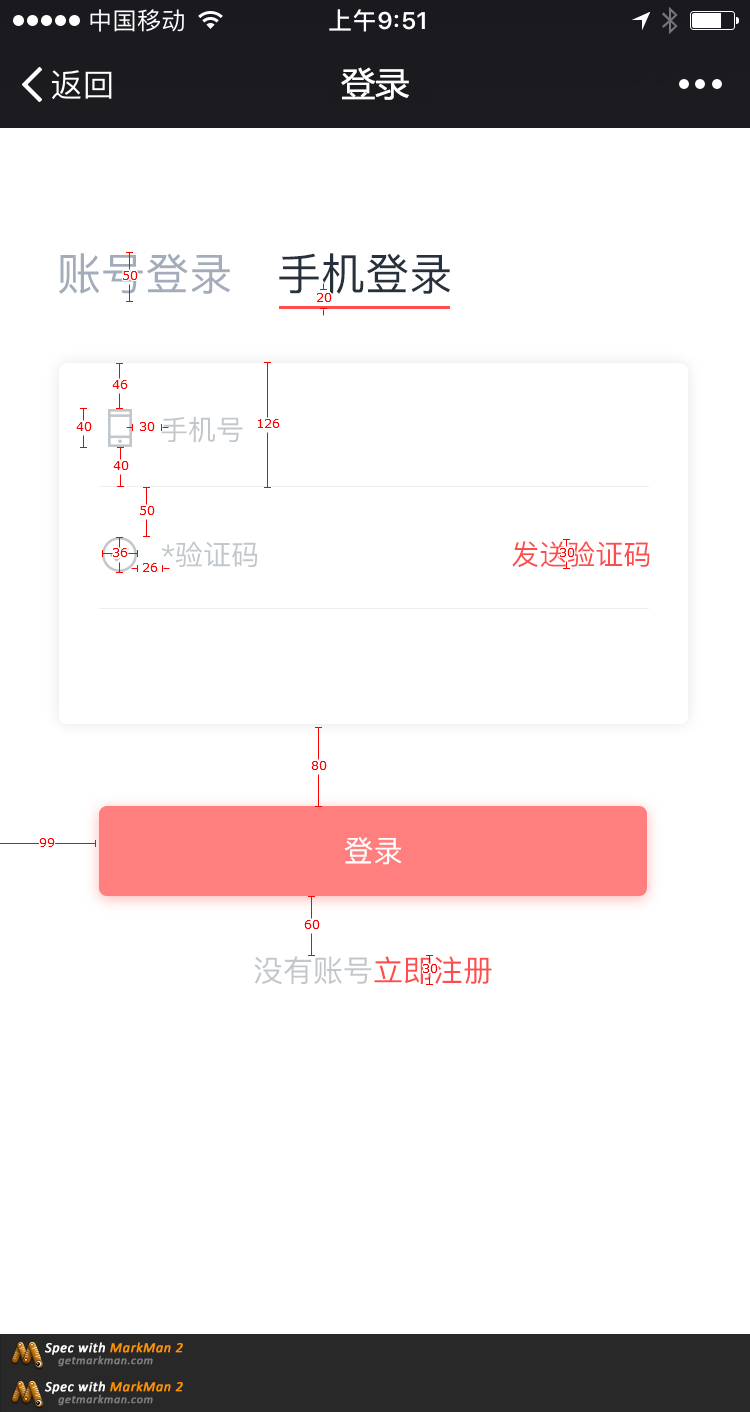 中国移动 上午9:51
返回 登录
账号登录 手机登录
50
20
46
40 30 手机号 126
40
50
36 *验证码 发送验证码 30
26
80
99
登录
60
没有账号立即注册 30
Spec with MarkMan 2
getmarkman.com
Spec with MarkMan 2
getmarkman.com